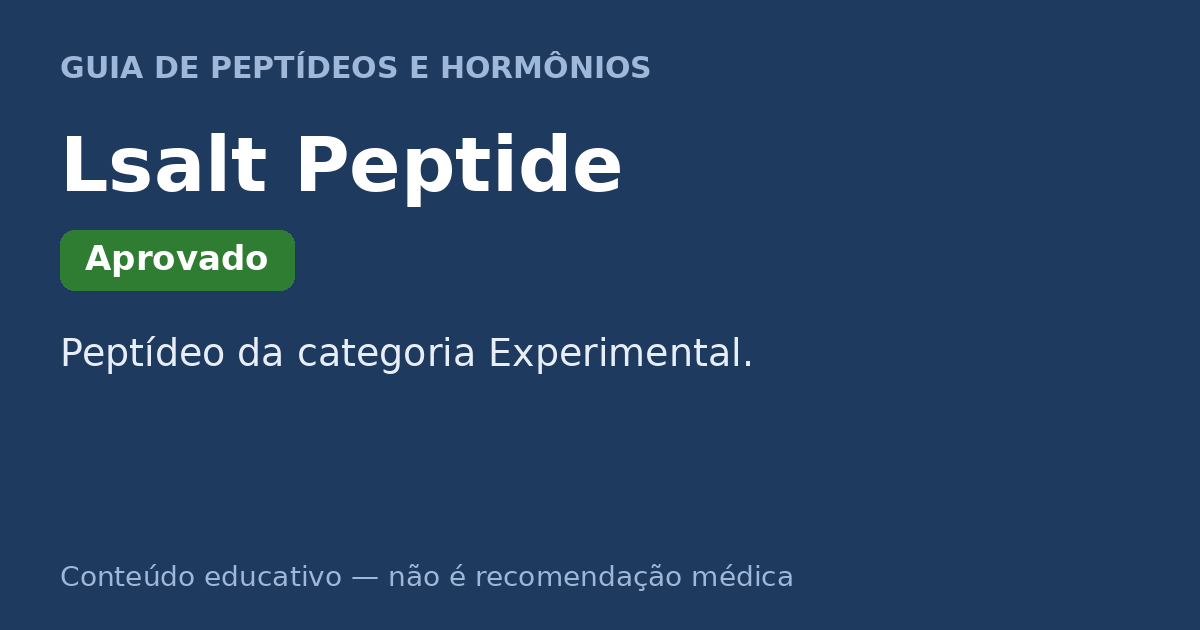 GUIA DE PEPTÍDEOS E HORMÔNIOS
Lsalt Peptide
Aprovado
Peptídeo da categoria Experimental.
Conteúdo educativo — não é recomendação médica